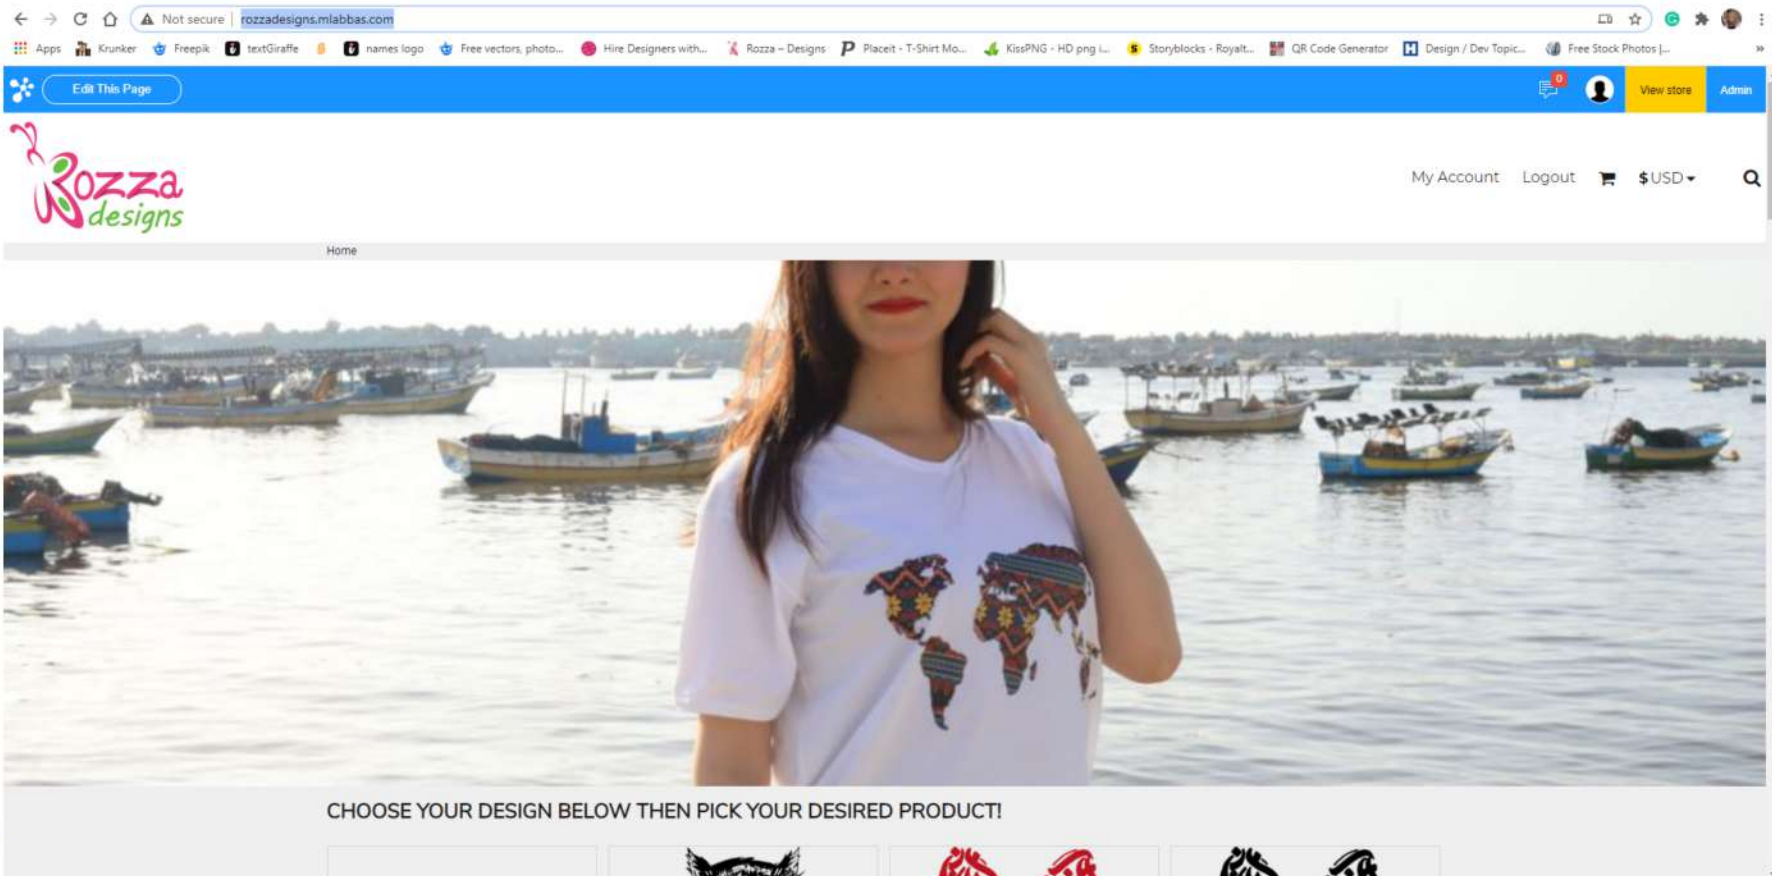 Not secure | rozzadesigns.mlabbas.com
Apps Krunker Freepik textGiraffe names logo Free vectors, photo... Hire Designers with... Rozza – Designs Placeit - T-Shirt Mo... KissPNG - HD png i... Storyblocks - Royalt... QR Code Generator Design / Dev Topic... Free Stock Photos |... »
Edit This Page 0 View store Admin
Rozza
designs
My Account Logout $USD
Home
CHOOSE YOUR DESIGN BELOW THEN PICK YOUR DESIRED PRODUCT!